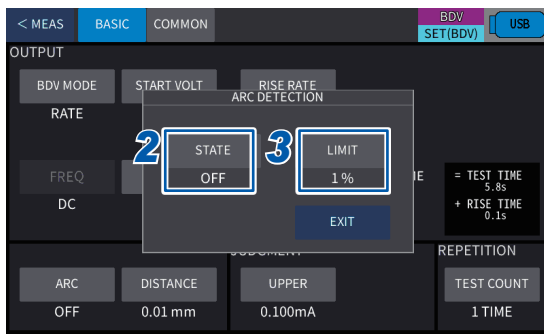 < MEAS BASIC COMMON BDV SET(BDV) USB
OUTPUT
BDV MODE START VOLT RISE RATE
RATE
ARC DETECTION
2 STATE 3 LIMIT
OFF 1 %
EXIT
FREQ
DC
= TEST TIME
5.8s
+ RISE TIME
0.1s
REPETITION
ARC DISTANCE UPPER TEST COUNT
OFF 0.01 mm 0.100mA 1 TIME